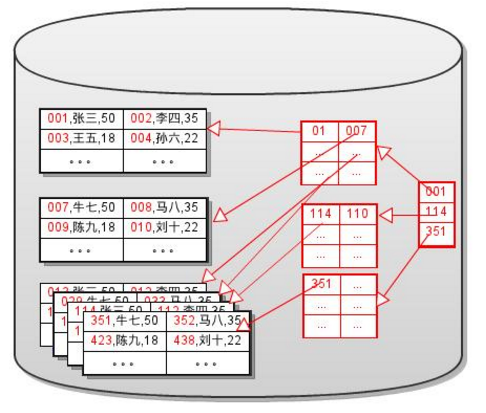 001,张三,50 002,李四,35
003,王五,18 004,孙六,22
。。。 。。。
007,牛七,50 008,马八,35
009,陈九,18 010,刘十,22
。。。 。。。
351,牛七,50 352,马八,35
423,陈九,18 438,刘十,22
。。。 。。。
01 007
... ...
... ...
114 110
... ...
... ...
351 ...
... ...
... ...
001
114
351